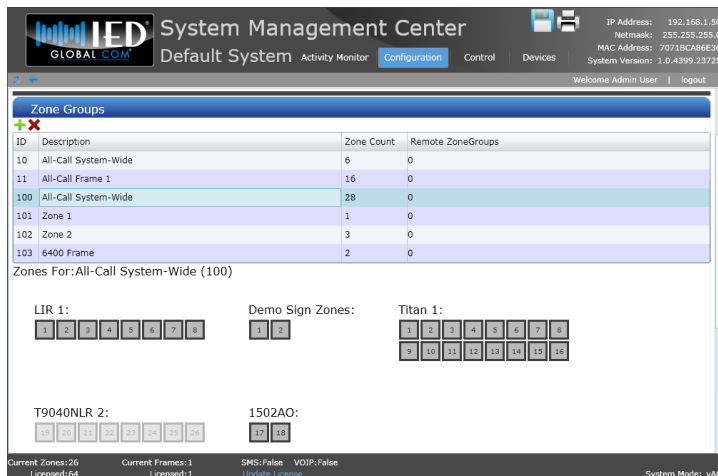 IED
GLOBAL COM
System Management Center
Default System
Activity Monitor Configuration Control Devices
IP Address: 192.168.1.50
Netmask: 255.255.255.0
MAC Address: 7071BCA86E36
System Version: 1.0.4399.23725
Welcome Admin User | logout
Zone Groups
ID Description Zone Count Remote ZoneGroups
10 All-Call System-Wide 6 0
11 All-Call Frame 1 16 0
100 All-Call System-Wide 28 0
101 Zone 1 1 0
102 Zone 2 3 0
103 6400 Frame 2 0
Zones For:All-Call System-Wide (100)
LIR 1: Demo Sign Zones: Titan 1:
1 2 3 4 5 6 7 8 1 2 1 2 3 4 5 6 7 8
9 10 11 12 13 14 15 16
T9040NLR 2: 1502AO:
19 20 21 22 23 24 25 26 17 18
Current Zones:26 Current Frames:1 SMS:False VOIP:False
Licensed:64 Licensed:1 Update License System Mode: